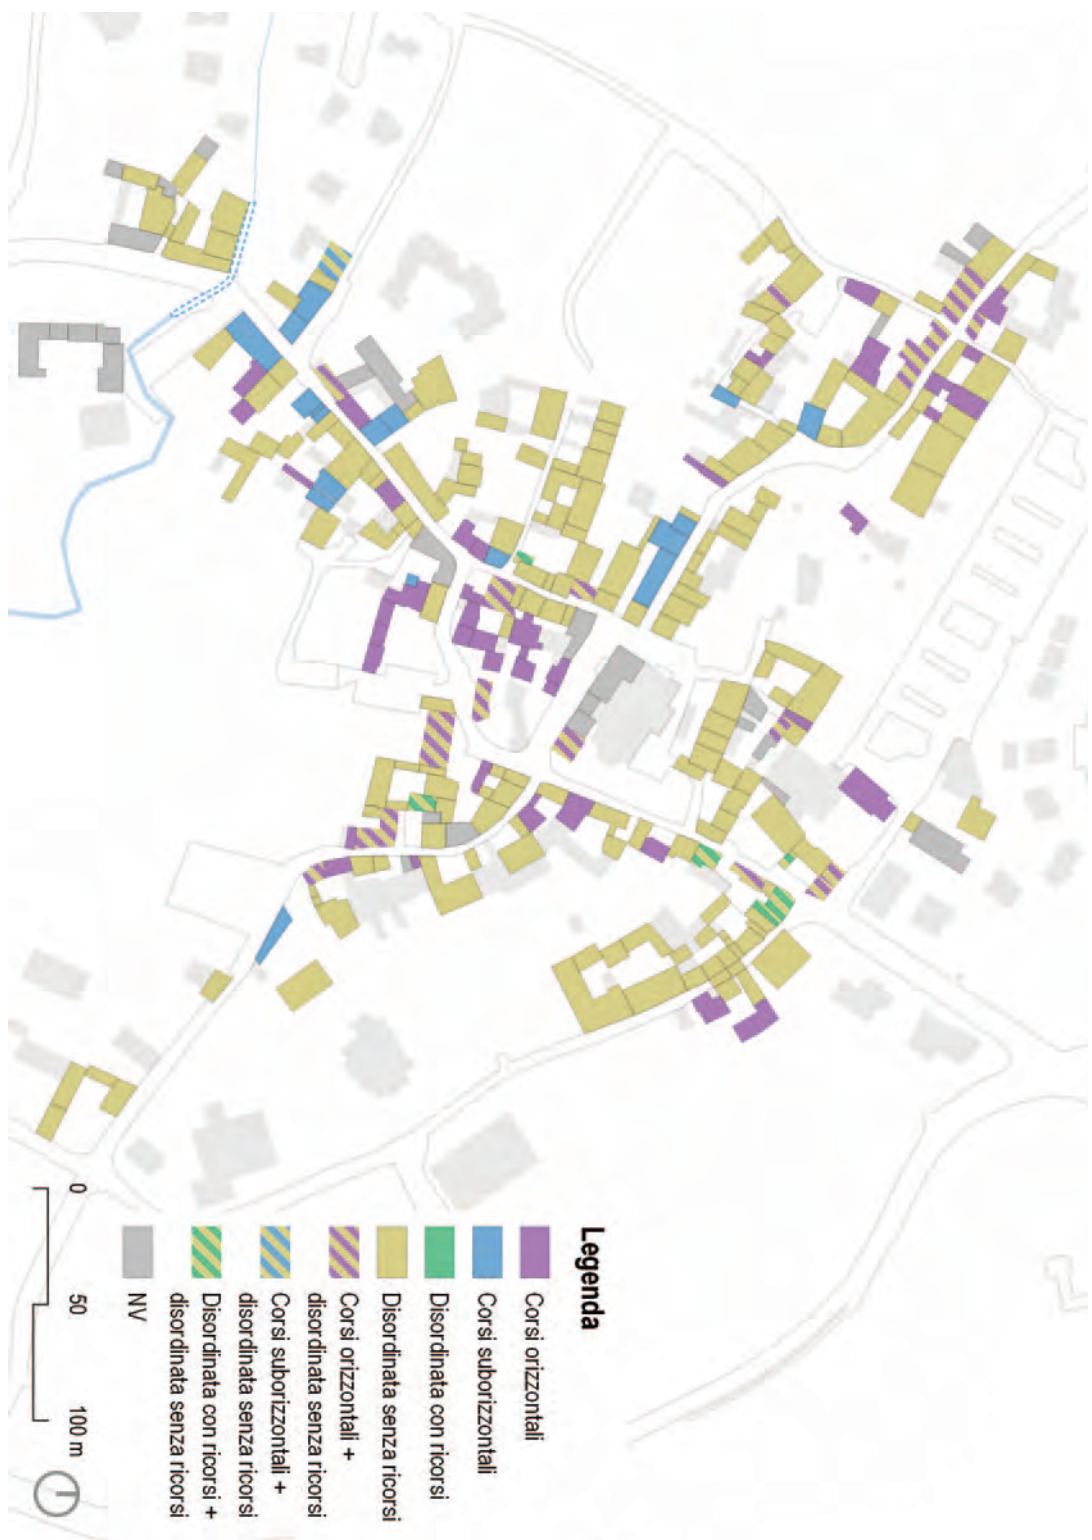 Legenda
Corsi orizzontali
Corsi suborizzontali
Disordinata con ricorsi
Disordinata senza ricorsi
Corsi orizzontali +
disordinata senza ricorsi
Corsi suborizzontali +
disordinata senza ricorsi
Disordinata con ricorsi +
disordinata senza ricorsi
NV
0 50 100 m